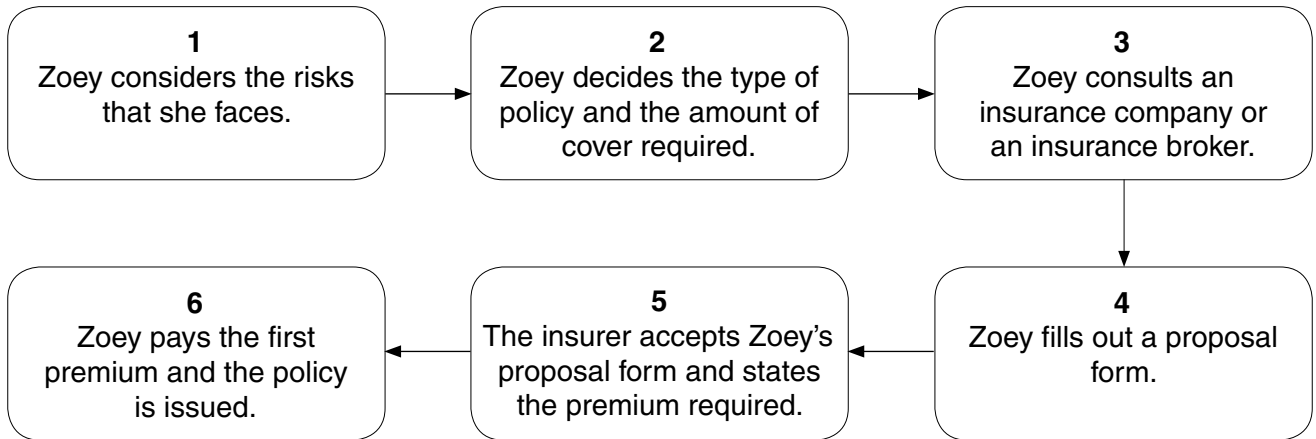 1
Zoey considers the risks
that she faces.
2
Zoey decides the type of
policy and the amount of
cover required.
3
Zoey consults an
insurance company or
an insurance broker.
4
Zoey fills out a proposal
form.
5
The insurer accepts Zoey’s
proposal form and states
the premium required.
6
Zoey pays the first
premium and the policy
is issued.